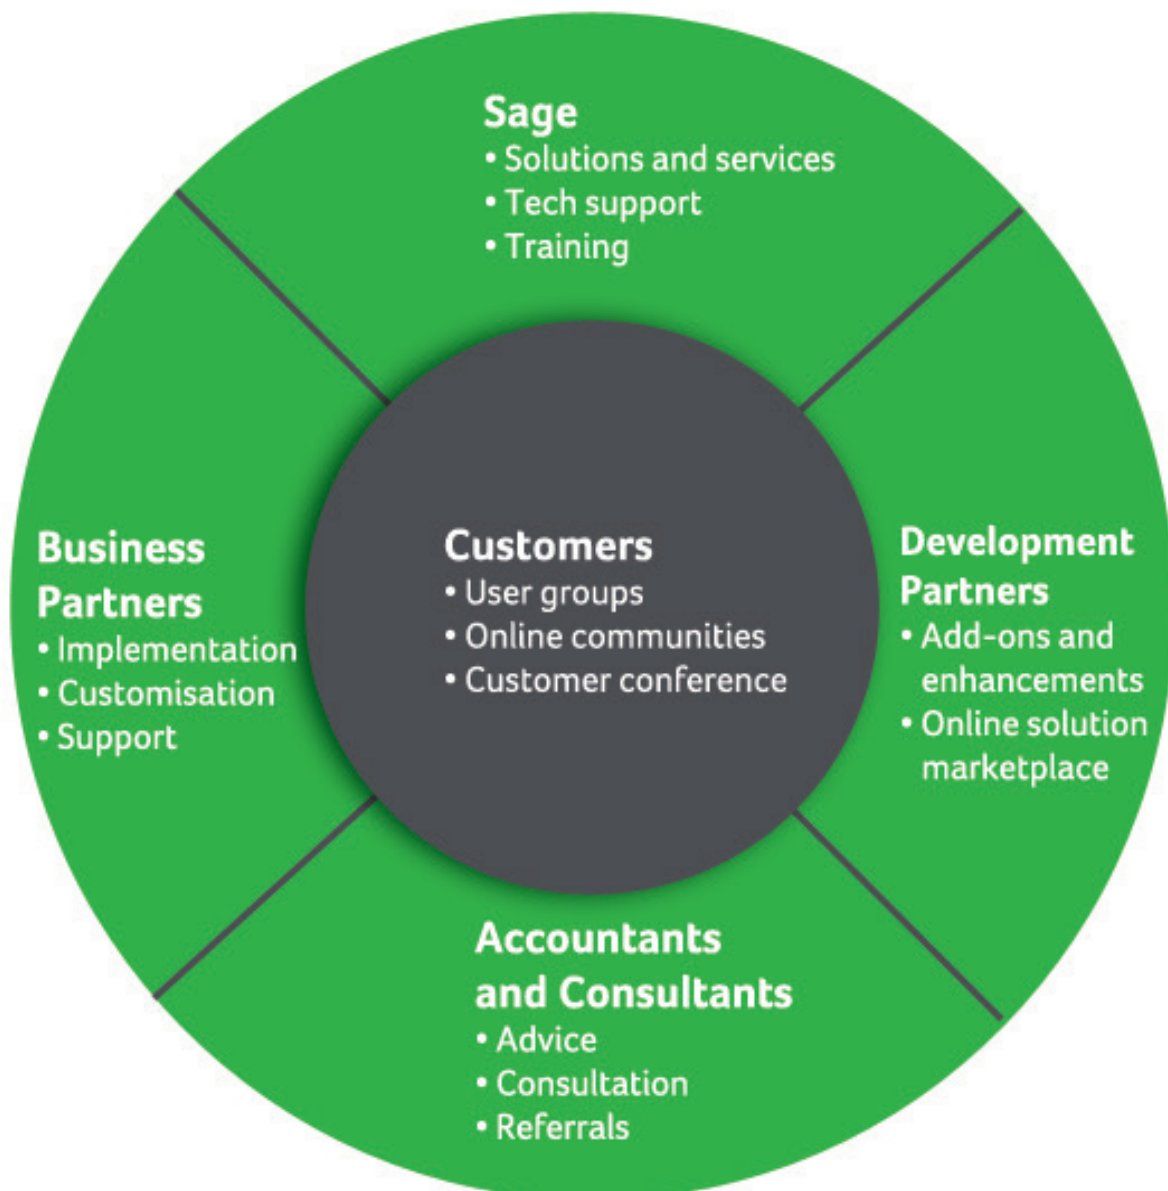 Sage
• Solutions and services
• Tech support
• Training
Business
Partners
• Implementation
• Customisation
• Support
Customers
• User groups
• Online communities
• Customer conference
Development
Partners
• Add-ons and
enhancements
• Online solution
marketplace
Accountants
and Consultants
• Advice
• Consultation
• Referrals